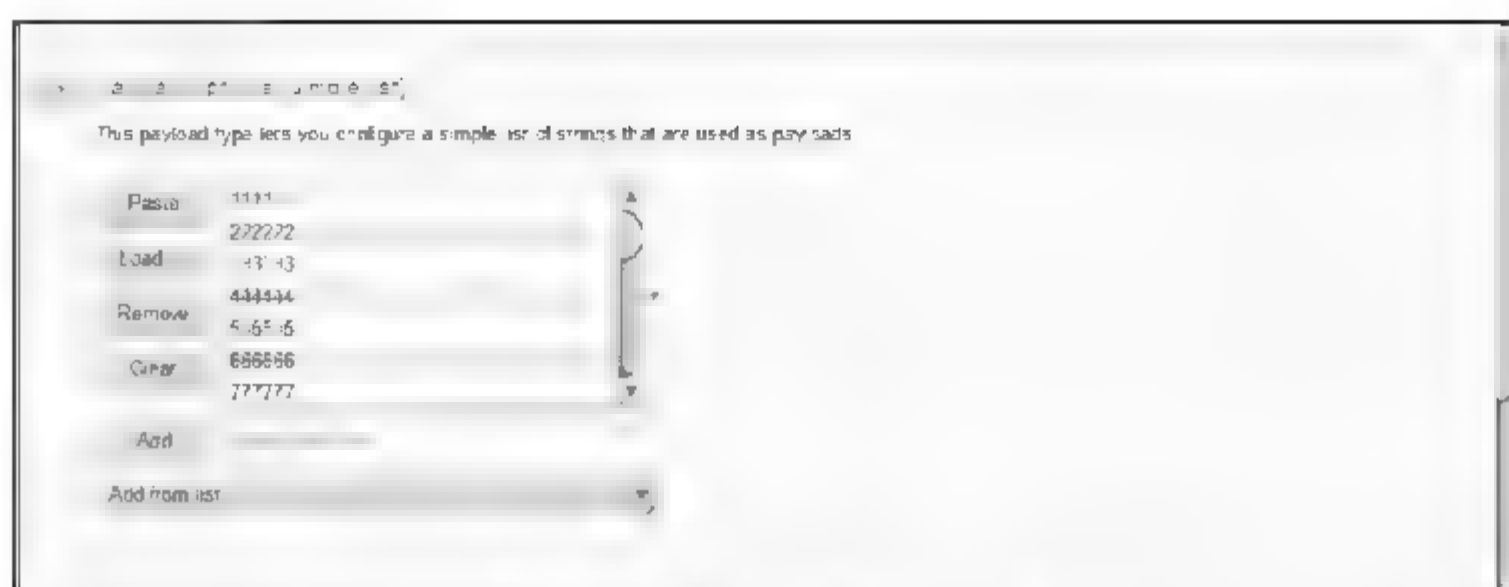 This payload type lets you configure a simple list of strings that are used as payloads
Paste
222222
Load
Remove
444444
666666
Clear
777777
Add
Add from list